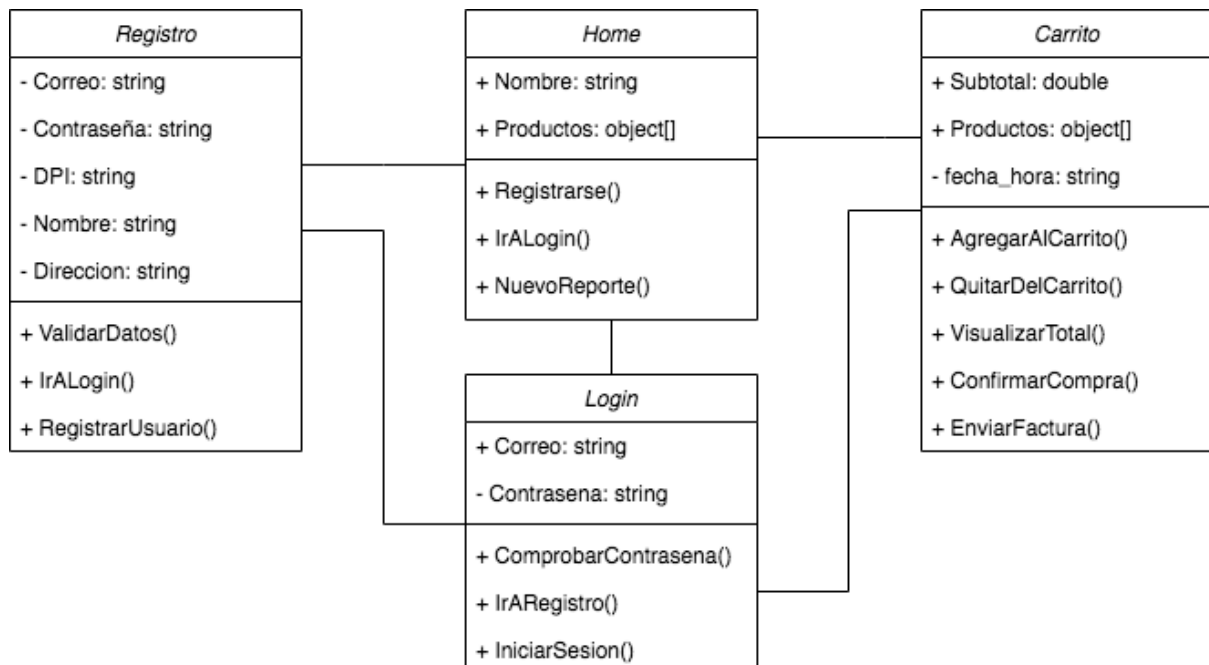 Registro
- Correo: string
- Contraseña: string
- DPI: string
- Nombre: string
- Direccion: string
+ ValidarDatos()
+ IrALogin()
+ RegistrarUsuario()
Home
+ Nombre: string
+ Productos: object[]
+ Registrarse()
+ IrALogin()
+ NuevoReporte()
Login
+ Correo: string
- Contrasena: string
+ ComprobarContrasena()
+ IrARegistro()
+ IniciarSesion()
Carrito
+ Subtotal: double
+ Productos: object[]
- fecha_hora: string
+ AgregarAlCarrito()
+ QuitarDelCarrito()
+ VisualizarTotal()
+ ConfirmarCompra()
+ EnviarFactura()